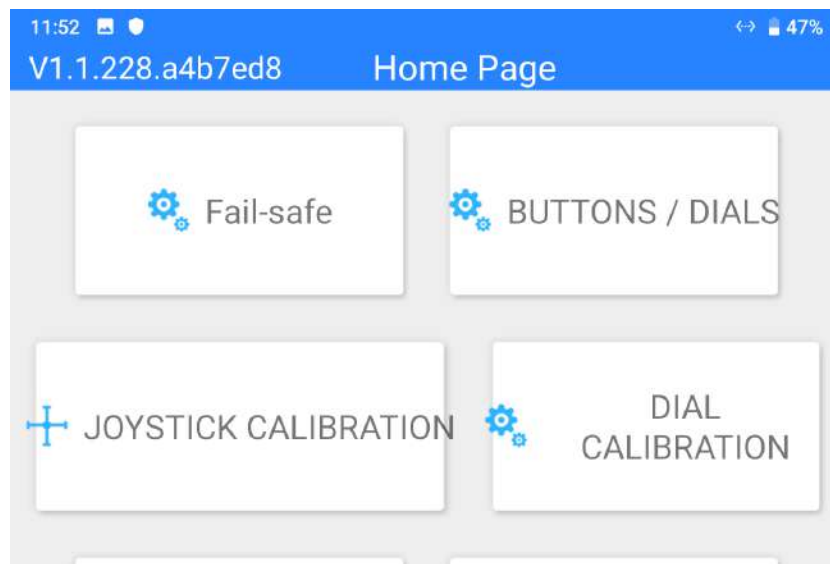 11:52 47%
V1.1.228.a4b7ed8 Home Page
Fail-safe
BUTTONS / DIALS
JOYSTICK CALIBRATION
DIAL
CALIBRATION